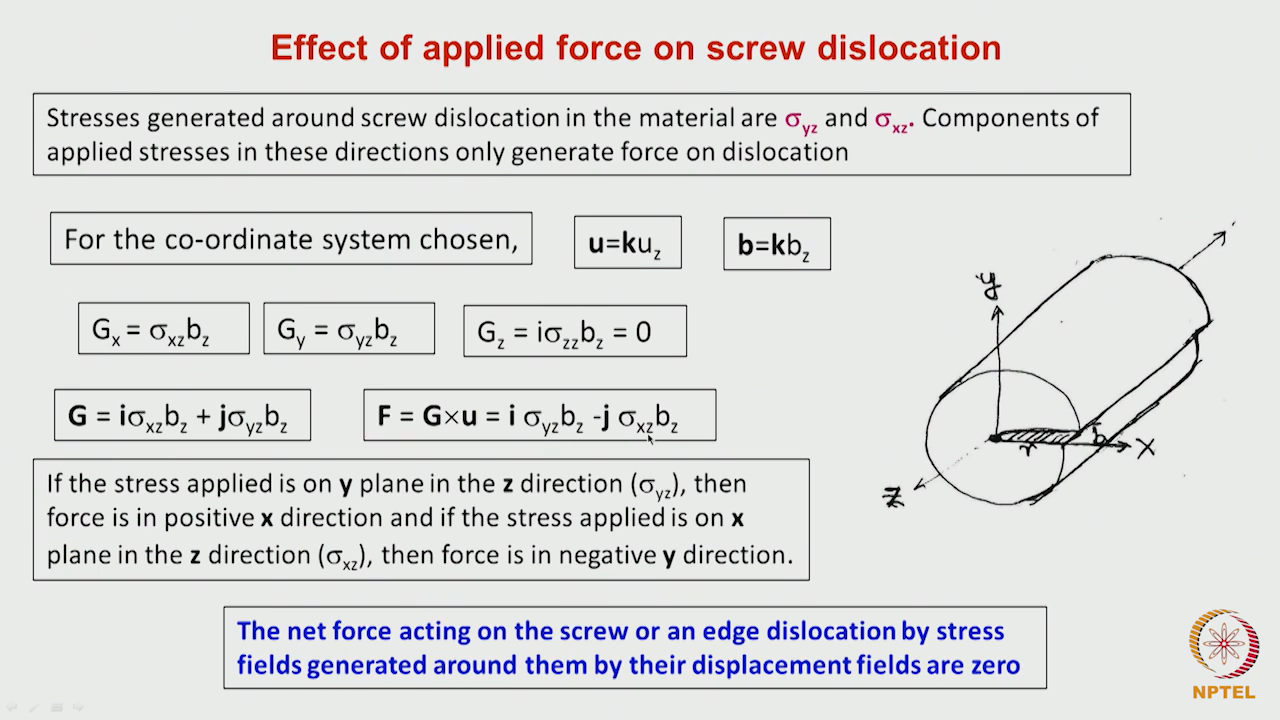 Effect of applied force on screw dislocation
Stresses generated around screw dislocation in the material are σyz and σxz. Components of
applied stresses in these directions only generate force on dislocation
For the co-ordinate system chosen,
u=kuz
b=kbz
Gx = σxzbz
Gy = σyzbz
Gz = iσzzbz = 0
G = iσxzbz + jσyzbz
F = G×u = i σyzbz -j σxzbz
If the stress applied is on y plane in the z direction (σyz), then
force is in positive x direction and if the stress applied is on x
plane in the z direction (σxz), then force is in negative y direction.
The net force acting on the screw or an edge dislocation by stress
fields generated around them by their displacement fields are zero
y
b
r
X
Z
NPTEL